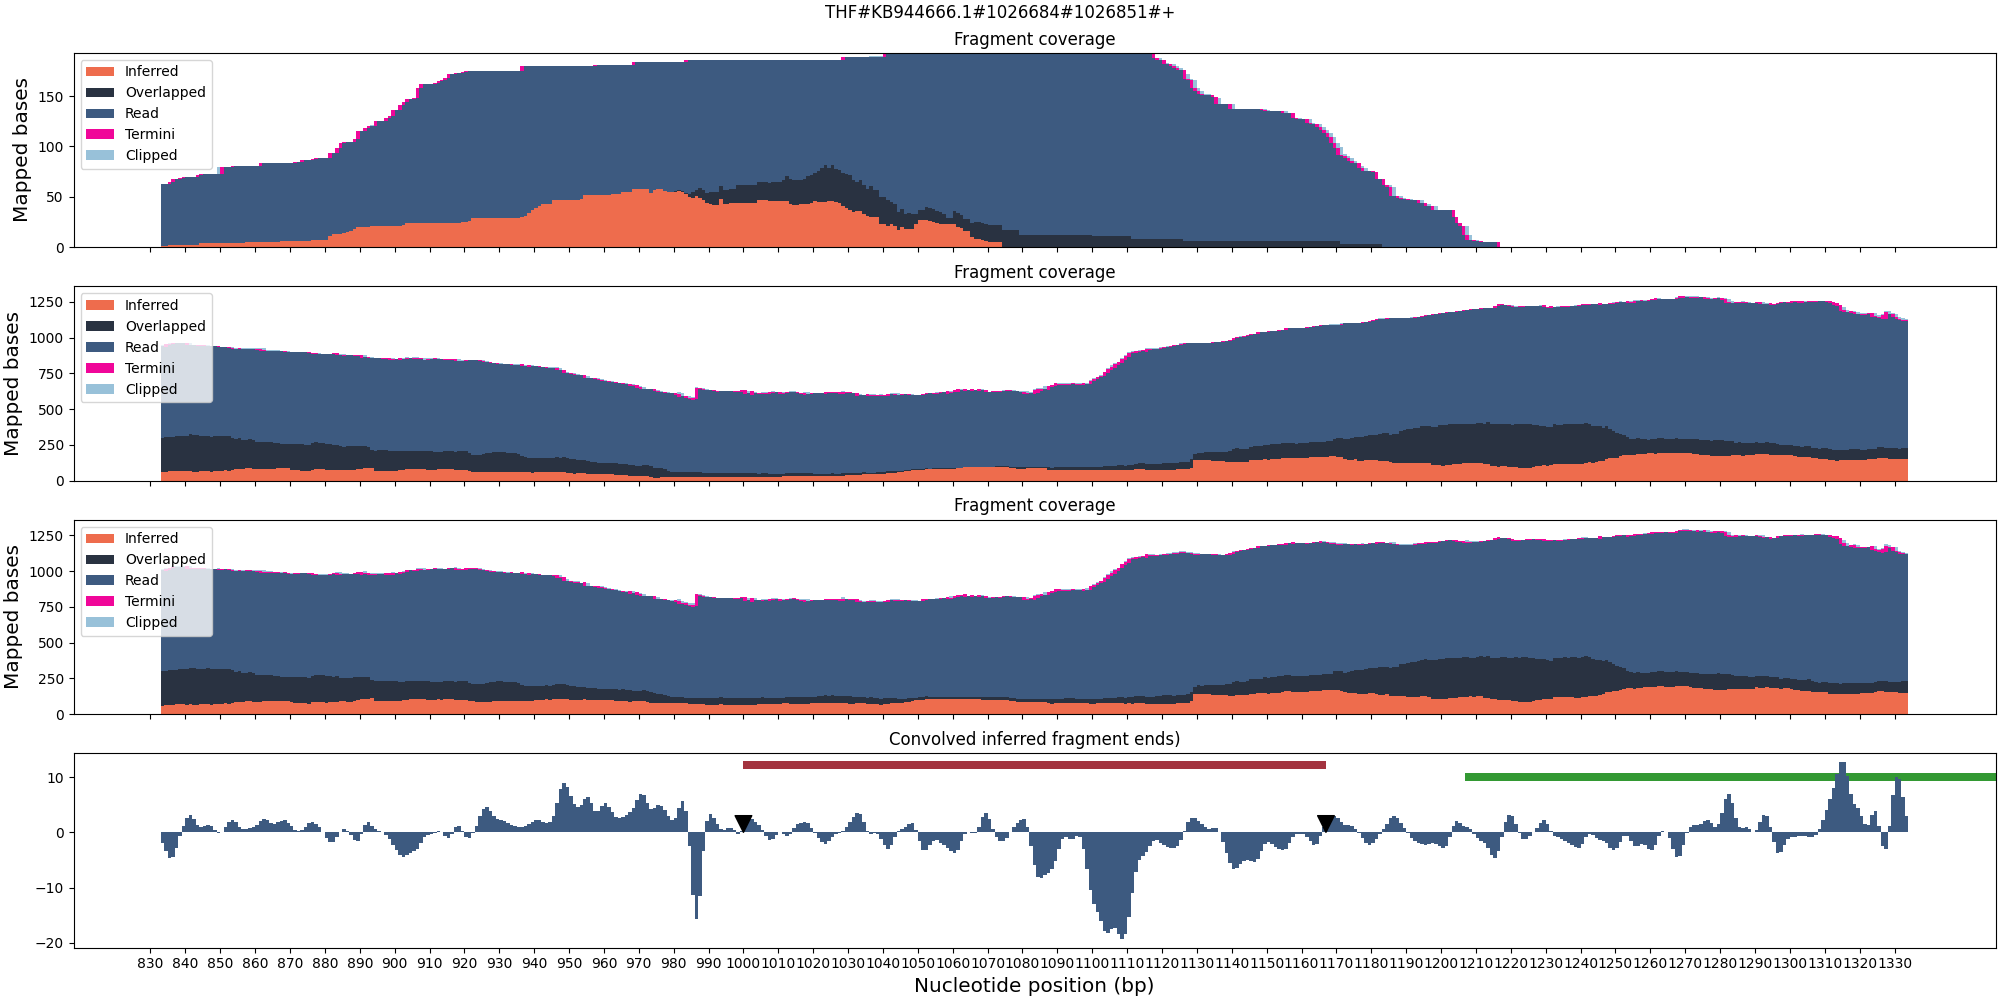 THF#KB944666.1#1026684#1026851#+
Fragment coverage
Mapped bases
150
100
50
0
Inferred
Overlapped
Read
Termini
Clipped
Fragment coverage
Mapped bases
1250
1000
750
500
250
0
Inferred
Overlapped
Read
Termini
Clipped
Fragment coverage
Mapped bases
1250
1000
750
500
250
0
Inferred
Overlapped
Read
Termini
Clipped
Convolved inferred fragment ends)
10
0
−10
−20
830 840 850 860 870 880 890 900 910 920 930 940 950 960 970 980 990 1000 1010 1020 1030 1040 1050 1060 1070 1080 1090 1100 1110 1120 1130 1140 1150 1160 1170 1180 1190 1200 1210 1220 1230 1240 1250 1260 1270 1280 1290 1300 1310 1320 1330
Nucleotide position (bp)